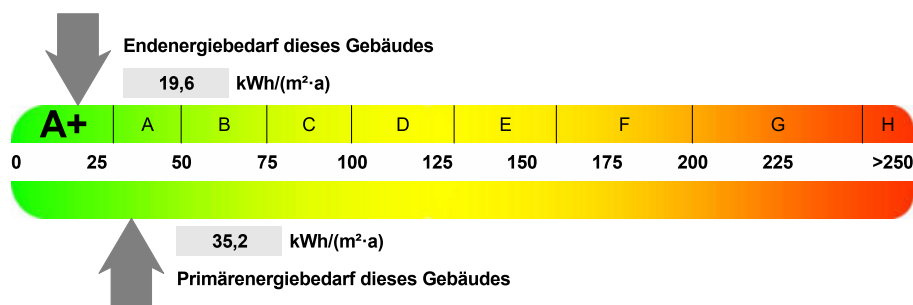 Endenergiebedarf dieses Gebäudes
19,6 kWh/(m²·a)
A+ A B C D E F G H
0 25 50 75 100 125 150 175 200 225 >250
35,2 kWh/(m²·a)
Primärenergiebedarf dieses Gebäudes